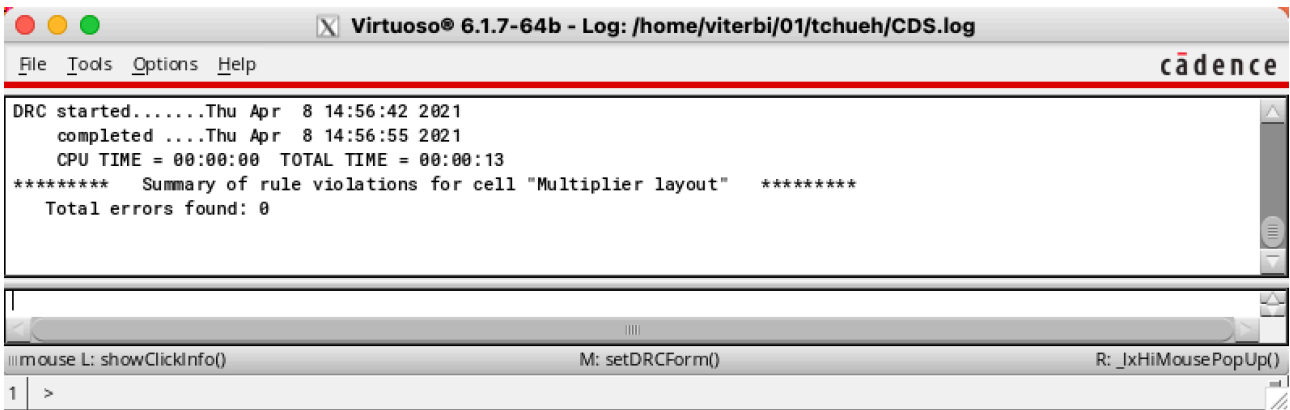 Virtuoso® 6.1.7-64b - Log: /home/viterbi/01/tchueh/CDS.log
File Tools Options Help cādence
DRC started.......Thu Apr  8 14:56:42 2021
    completed ....Thu Apr  8 14:56:55 2021
    CPU TIME = 00:00:00  TOTAL TIME = 00:00:13
*********   Summary of rule violations for cell "Multiplier layout"   *********
   Total errors found: 0
mouse L: showClickInfo() M: setDRCForm() R: _lxHiMousePopUp()
1 >